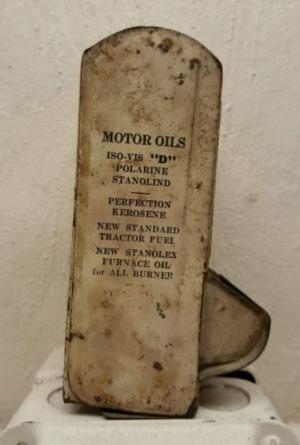 MOTOR OILS
ISO-VIS "D"
POLARINE
STANOLIND
PERFECTION
KEROSENE
NEW STANDARD
TRACTOR FUEL
NEW STANOLEX
FURNACE OIL
for ALL BURNER